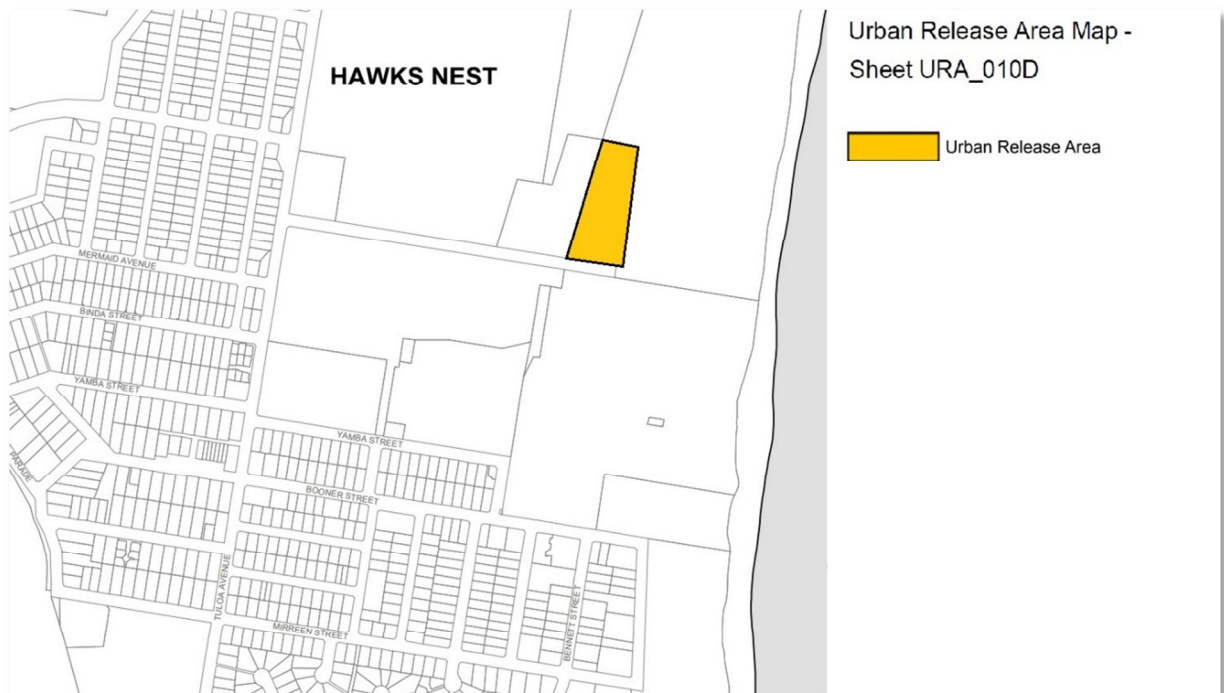 Urban Release Area Map -
Sheet URA_010D
Urban Release Area
HAWKS NEST
MERMAID AVENUE
BINDA STREET
YAMBA STREET
YAMBA STREET
PARADE
BOONER STREET
TULOA AVENUE
MIRREEN STREET
BENNETT STREET